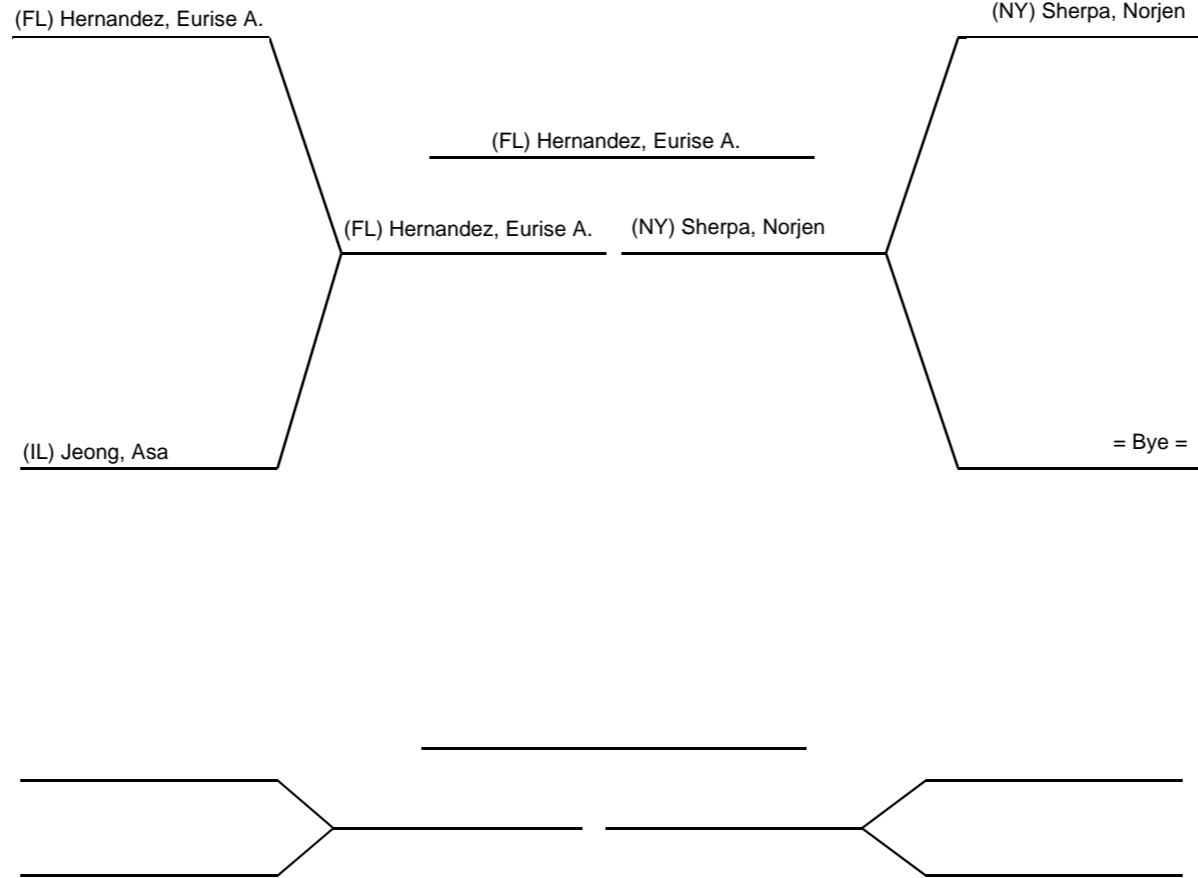 (FL) Hernandez, Eurise A.
(NY) Sherpa, Norjen
(FL) Hernandez, Eurise A.
(FL) Hernandez, Eurise A.
(NY) Sherpa, Norjen
(IL) Jeong, Asa
= Bye =